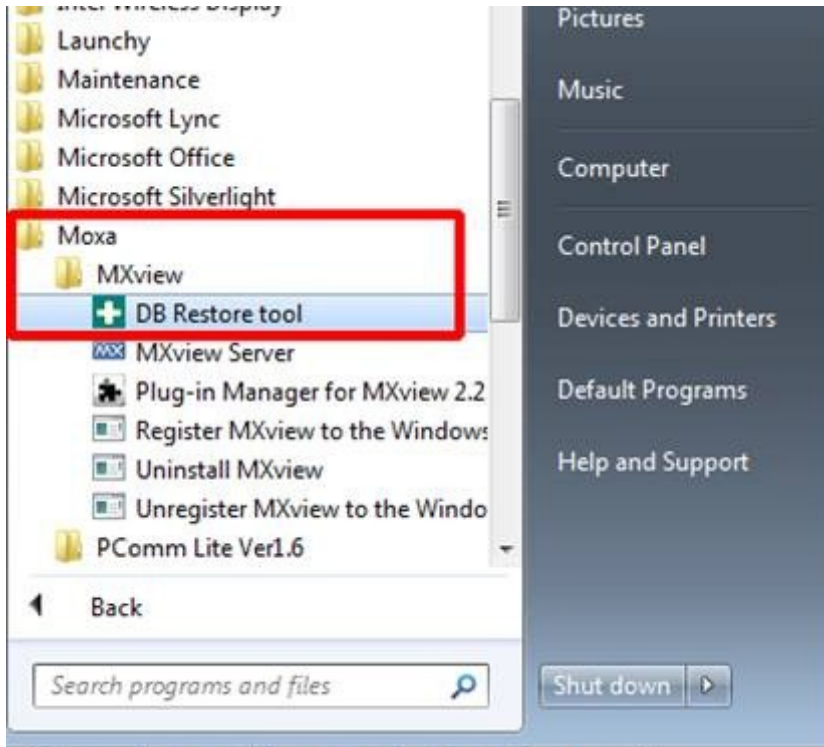 Intel Wireless Display
Launchy
Maintenance
Microsoft Lync
Microsoft Office
Microsoft Silverlight
Moxa
MXview
DB Restore tool
MXview Server
Plug-in Manager for MXview 2.2
Register MXview to the Windows
Uninstall MXview
Unregister MXview to the Windo
PComm Lite Ver1.6
Back
Search programs and files
Pictures
Music
Computer
Control Panel
Devices and Printers
Default Programs
Help and Support
Shut down